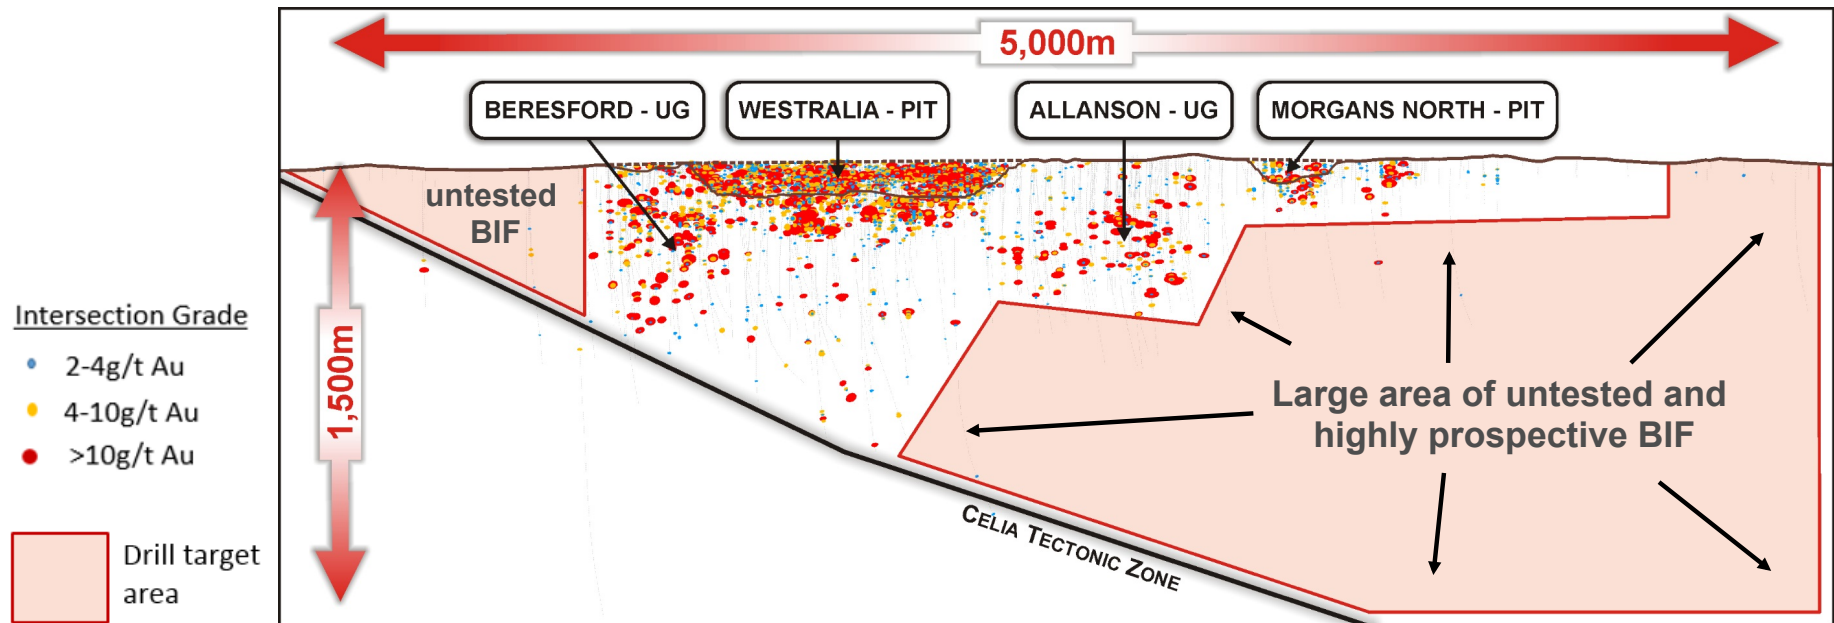 5,000m
BERESFORD - UG
WESTRALIA - PIT
ALLANSON - UG
MORGANS NORTH - PIT
untested
BIF
1,500m
Intersection Grade
2-4g/t Au
4-10g/t Au
>10g/t Au
Drill target
area
Large area of untested and
highly prospective BIF
CELIA TECTONIC ZONE